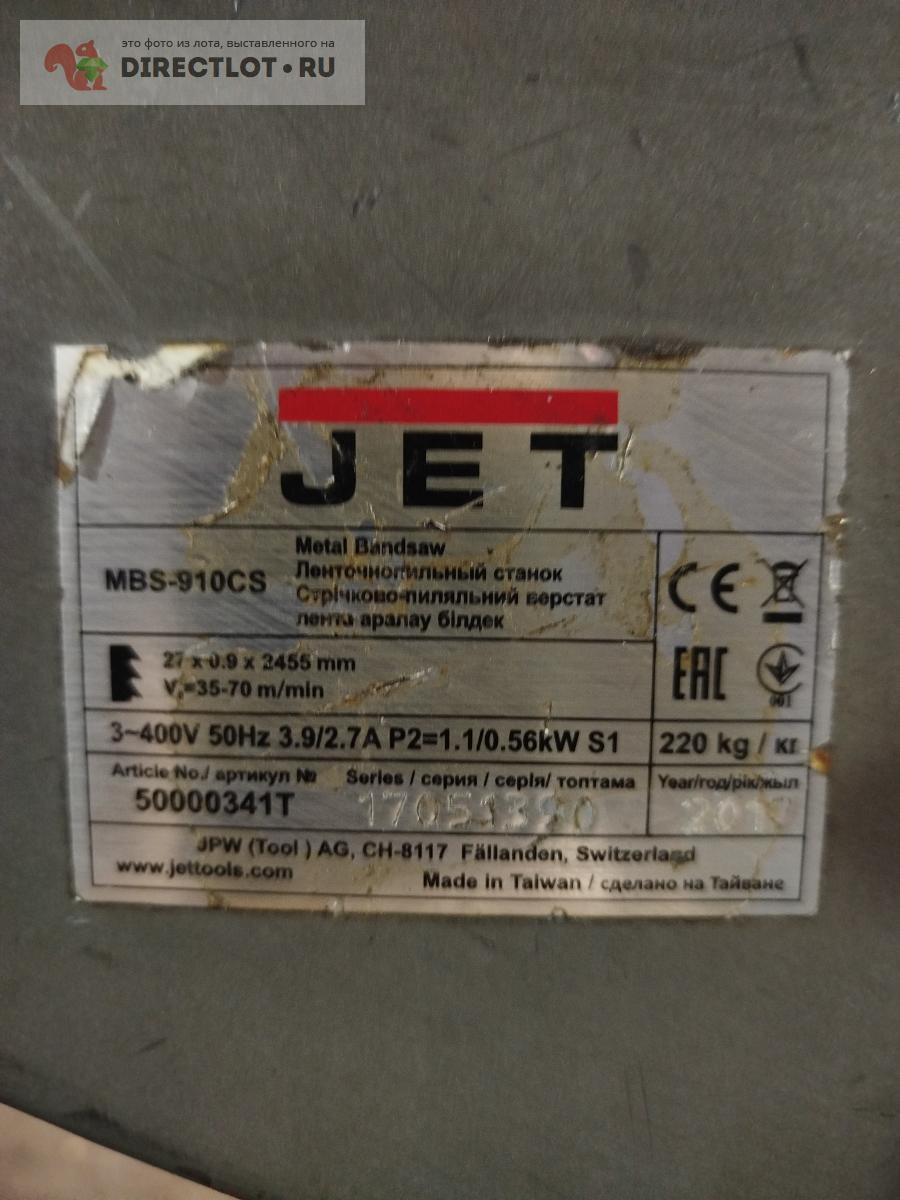 это фото из лота, выставленного на
DIRECTLOT•RU
JET
MBS-910CS
Metal Bandsaw
Ленточнопильный станок
Стрічково-пиляльний верстат
лента аралау білдек
CE
27 x 0.9 x 2455 mm
V =35-70 m/min
EAC
001
3~400V 50Hz 3.9/2.7A P2=1.1/0.56kW S1
220 kg / кг
Article No./ артикул №
50000341T
Series / серия / серія/ топтама
Year/год/рік/жыл
JPW (Tool ) AG, CH-8117 Fällanden, Switzerland
www.jettools.com
Made in Taiwan / сделано на Тайване